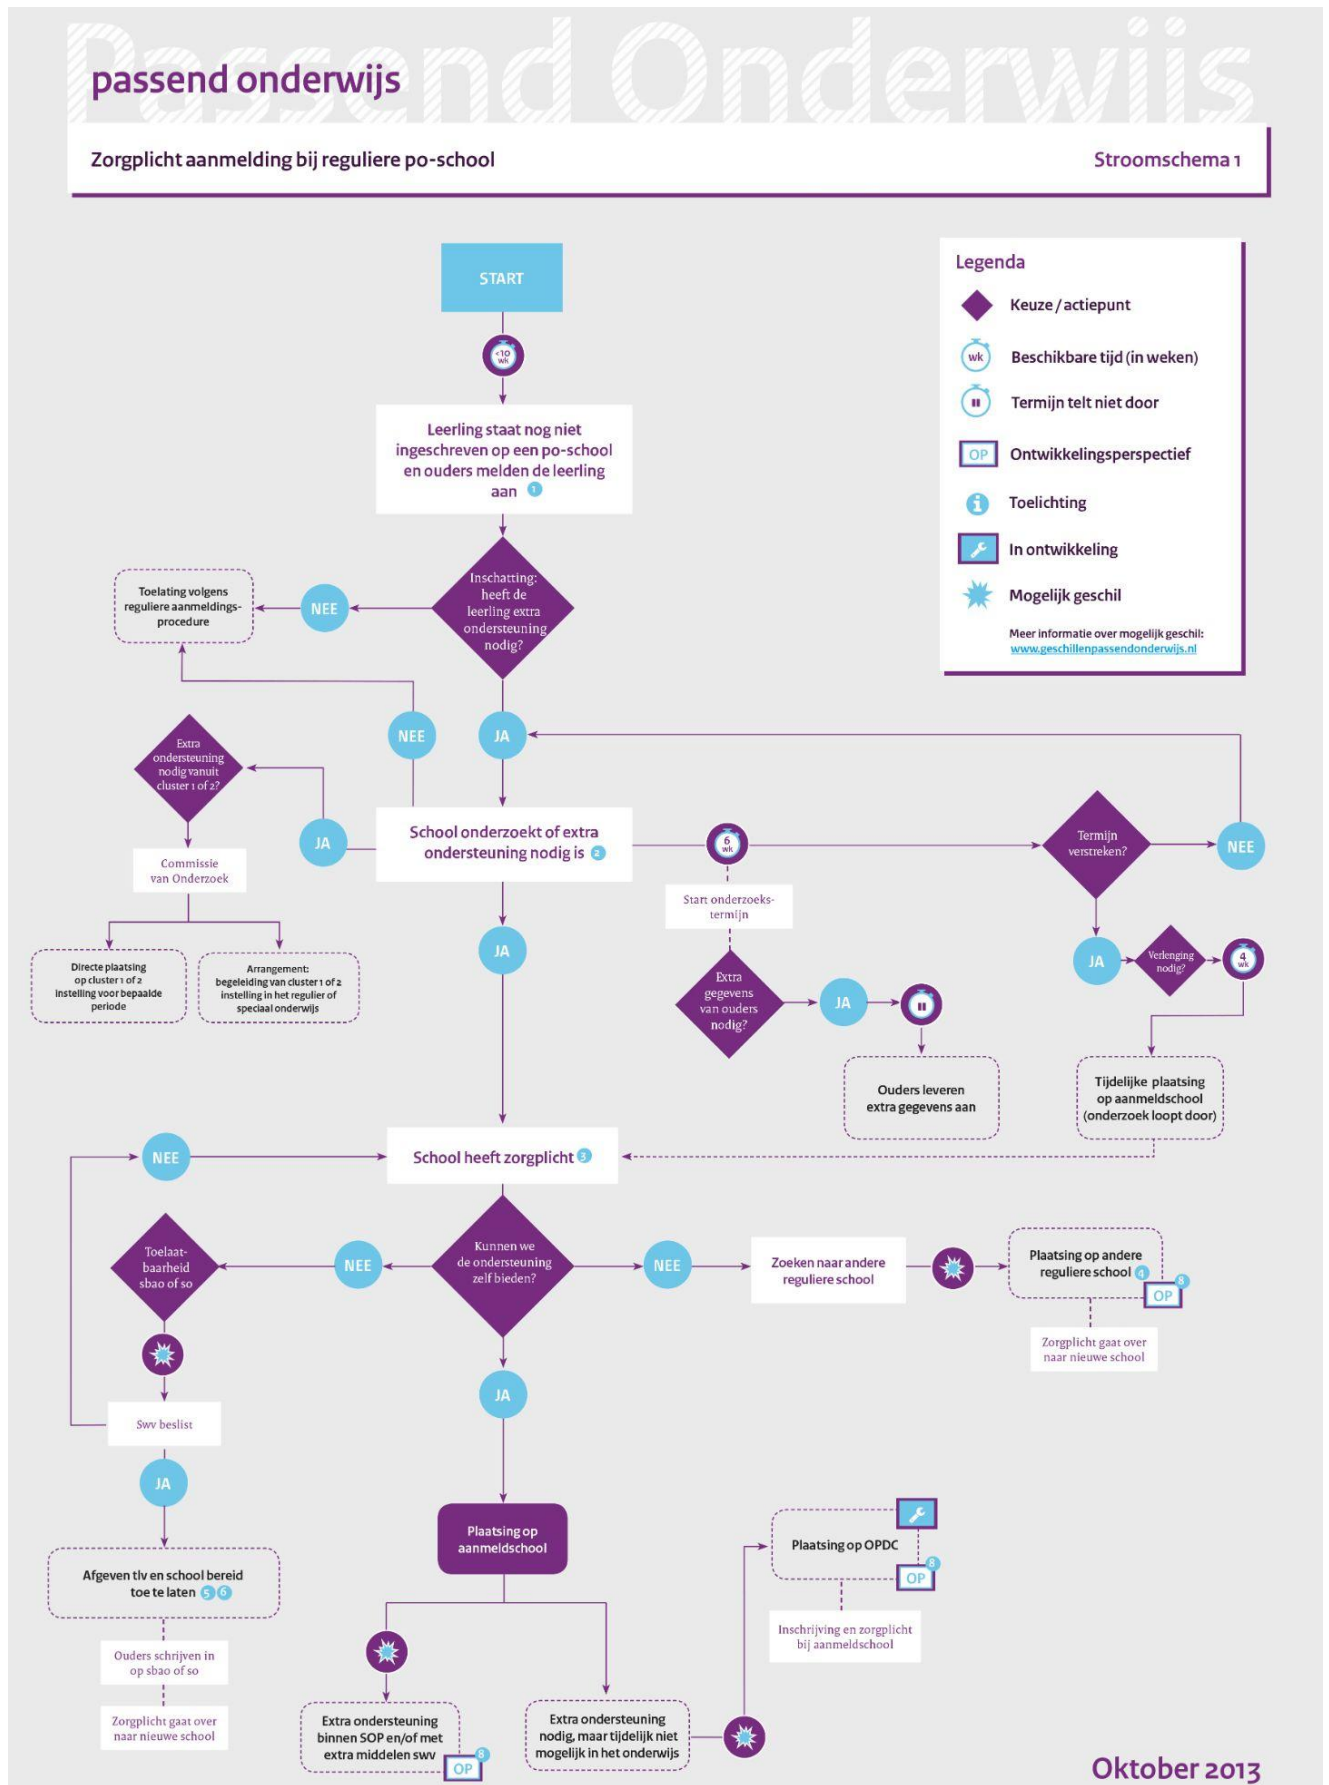 Passend Onderwijs
passend onderwijs
Zorgplicht aanmelding bij reguliere po-school
Stroomschema 1
START
<10
wk
Leerling staat nog niet
ingeschreven op een po-school
en ouders melden de leerling
aan 1
Inschatting:
heeft de
leerling extra
ondersteuning
nodig?
NEE
Toelating volgens
reguliere aanmeldings-
procedure
Legenda
Keuze / actiepunt
wk
Beschikbare tijd (in weken)
Termijn telt niet door
OP
Ontwikkelingsperspectief
i
Toelichting
In ontwikkeling
Mogelijk geschil
Meer informatie over mogelijk geschil:
www.geschillenpassendonderwijs.nl
NEE
JA
Extra
ondersteuning
nodig vanuit
cluster 1 of 2?
JA
School onderzoekt of extra
ondersteuning nodig is 2
6
wk
Termijn
verstreken?
NEE
Commissie
van Onderzoek
Start onderzoeks-
termijn
JA
JA
Verlenging
nodig?
4
wk
Directe plaatsing
op cluster 1 of 2
instelling voor bepaalde
periode
Arrangement:
begeleiding van cluster 1 of 2
instelling in het regulier of
speciaal onderwijs
Extra
gegevens
van ouders
nodig?
JA
Ouders leveren
extra gegevens aan
Tijdelijke plaatsing
op aanmeldschool
(onderzoek loopt door)
NEE
School heeft zorgplicht 3
Toelaat-
baarheid
sbao of so
NEE
Kunnen we
de ondersteuning
zelf bieden?
NEE
Zoeken naar andere
reguliere school
Plaatsing op andere
reguliere school 4
8
OP
Zorgplicht gaat over
naar nieuwe school
JA
Swv beslist
JA
Plaatsing op
aanmeldschool
Plaatsing op OPDC
8
OP
Afgeven tlv en school bereid
toe te laten 5 6
Inschrijving en zorgplicht
bij aanmeldschool
Ouders schrijven in
op sbao of so
Zorgplicht gaat over
naar nieuwe school
Extra ondersteuning
binnen SOP en/of met
extra middelen swv
8
OP
Extra ondersteuning
nodig, maar tijdelijk niet
mogelijk in het onderwijs
Oktober 2013